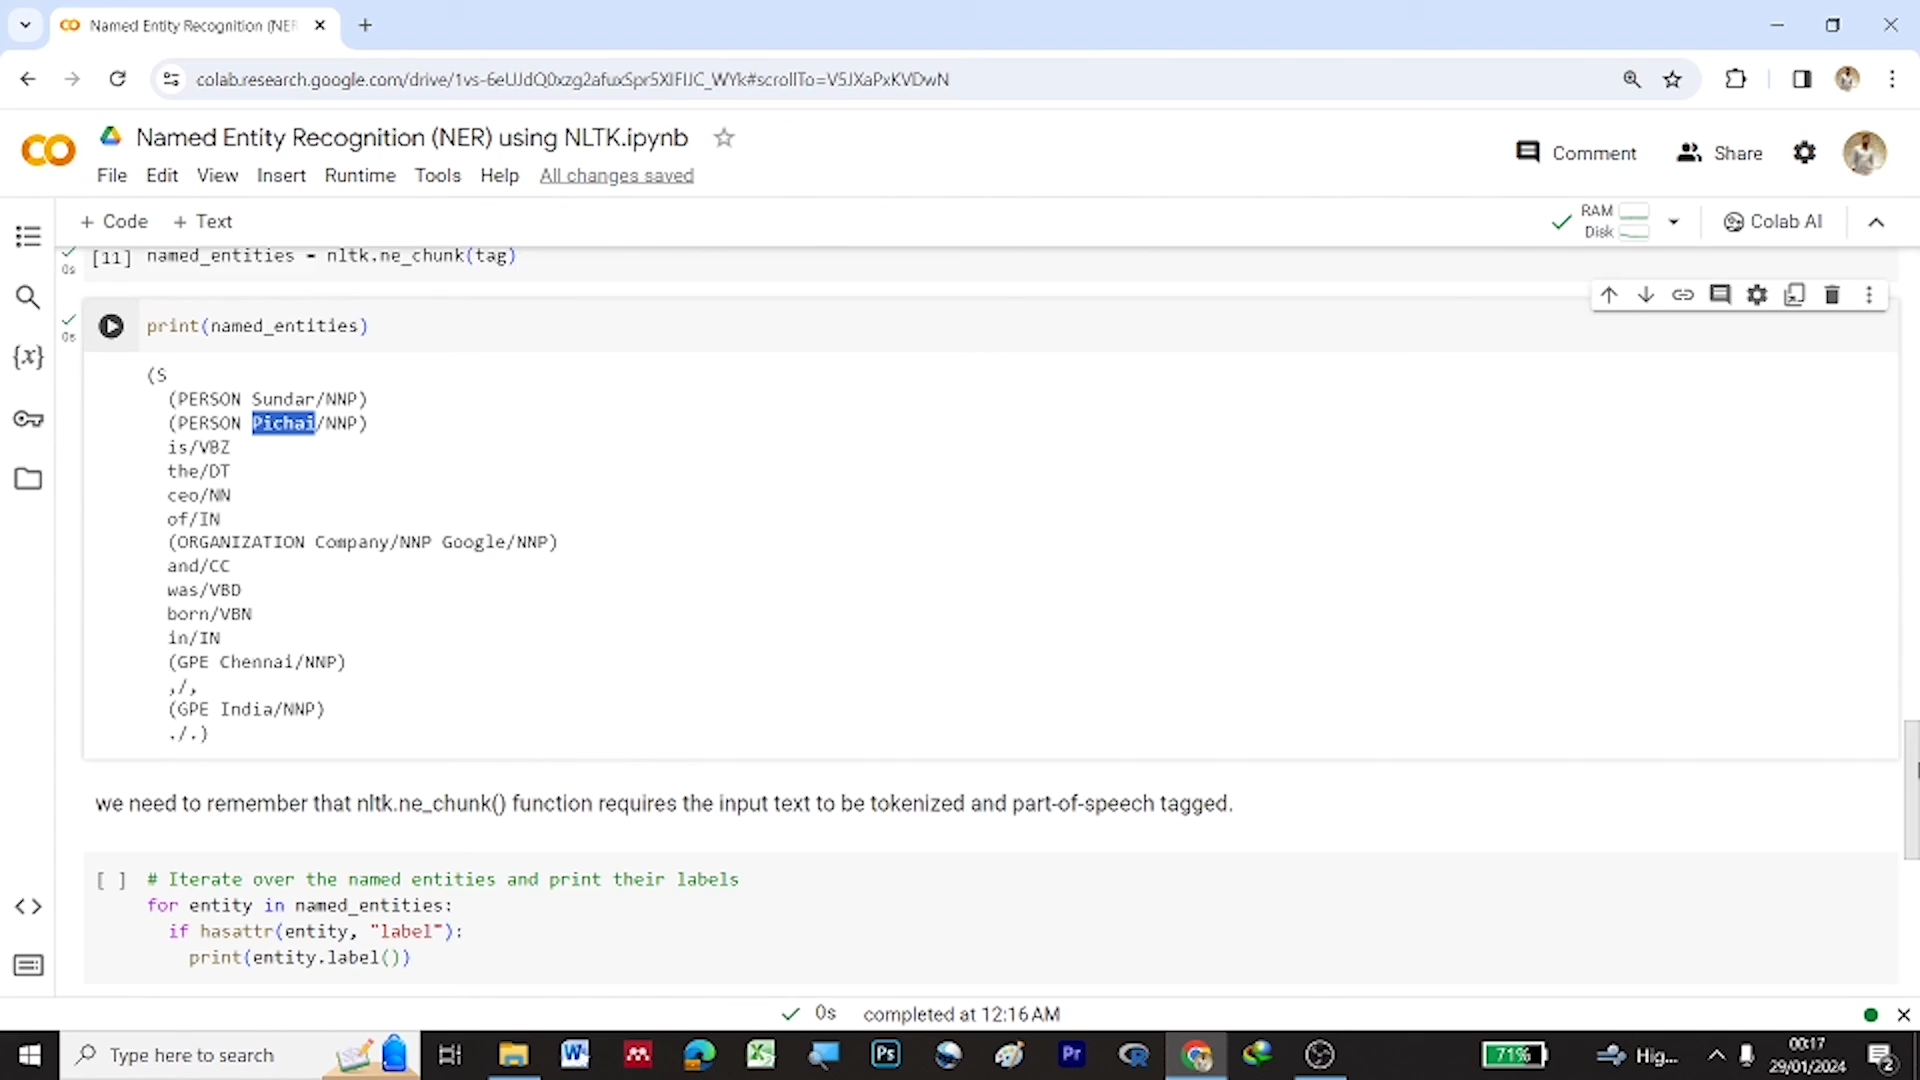 Named Entity Recognition (NER
colab.research.google.com/drive/1vs-6eUJdQ0xzg2afuxSpr5XIFIJC_WYk#scrollTo=V5JXaPxKVDwN
Named Entity Recognition (NER) using NLTK.ipynb
Comment Share
File Edit View Insert Runtime Tools Help All changes saved
+ Code + Text
RAM
Disk
Colab AI
0s
[11] named_entities = nltk.ne_chunk(tag)
0s
print(named_entities)
{x}
(S
(PERSON Sundar/NNP)
(PERSON Pichai/NNP)
is/VBZ
the/DT
ceo/NN
of/IN
(ORGANIZATION Company/NNP Google/NNP)
and/CC
was/VBD
born/VBN
in/IN
(GPE Chennai/NNP)
,/,
(GPE India/NNP)
./.)
we need to remember that nltk.ne_chunk() function requires the input text to be tokenized and part-of-speech tagged.
[ ] # Iterate over the named entities and print their labels
for entity in named_entities:
if hasattr(entity, "label"):
print(entity.label())
0s completed at 12:16 AM
Type here to search
W
Ps
Pr
R
71%
Hig...
00:17
29/01/2024
2